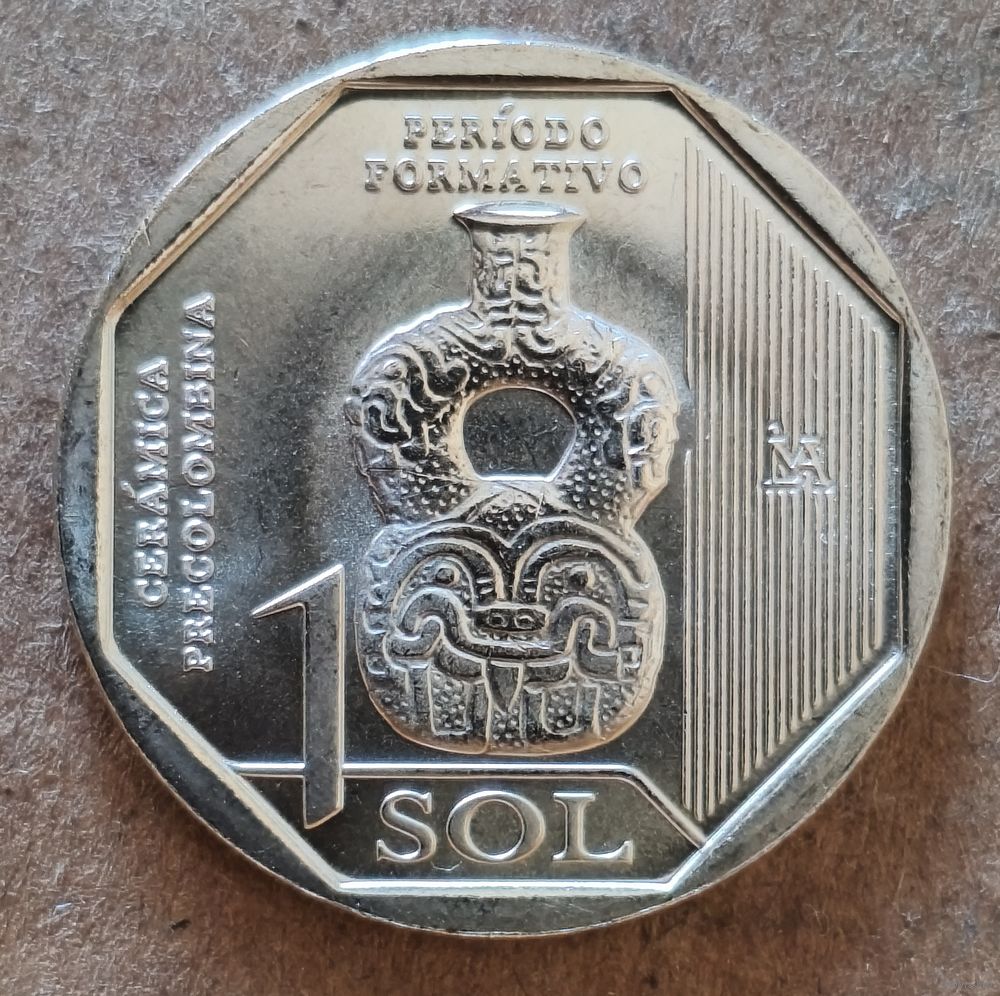 PERÍODO
FORMATIVO
CERÁMICA
PRECOLOMBINA
1
SOL